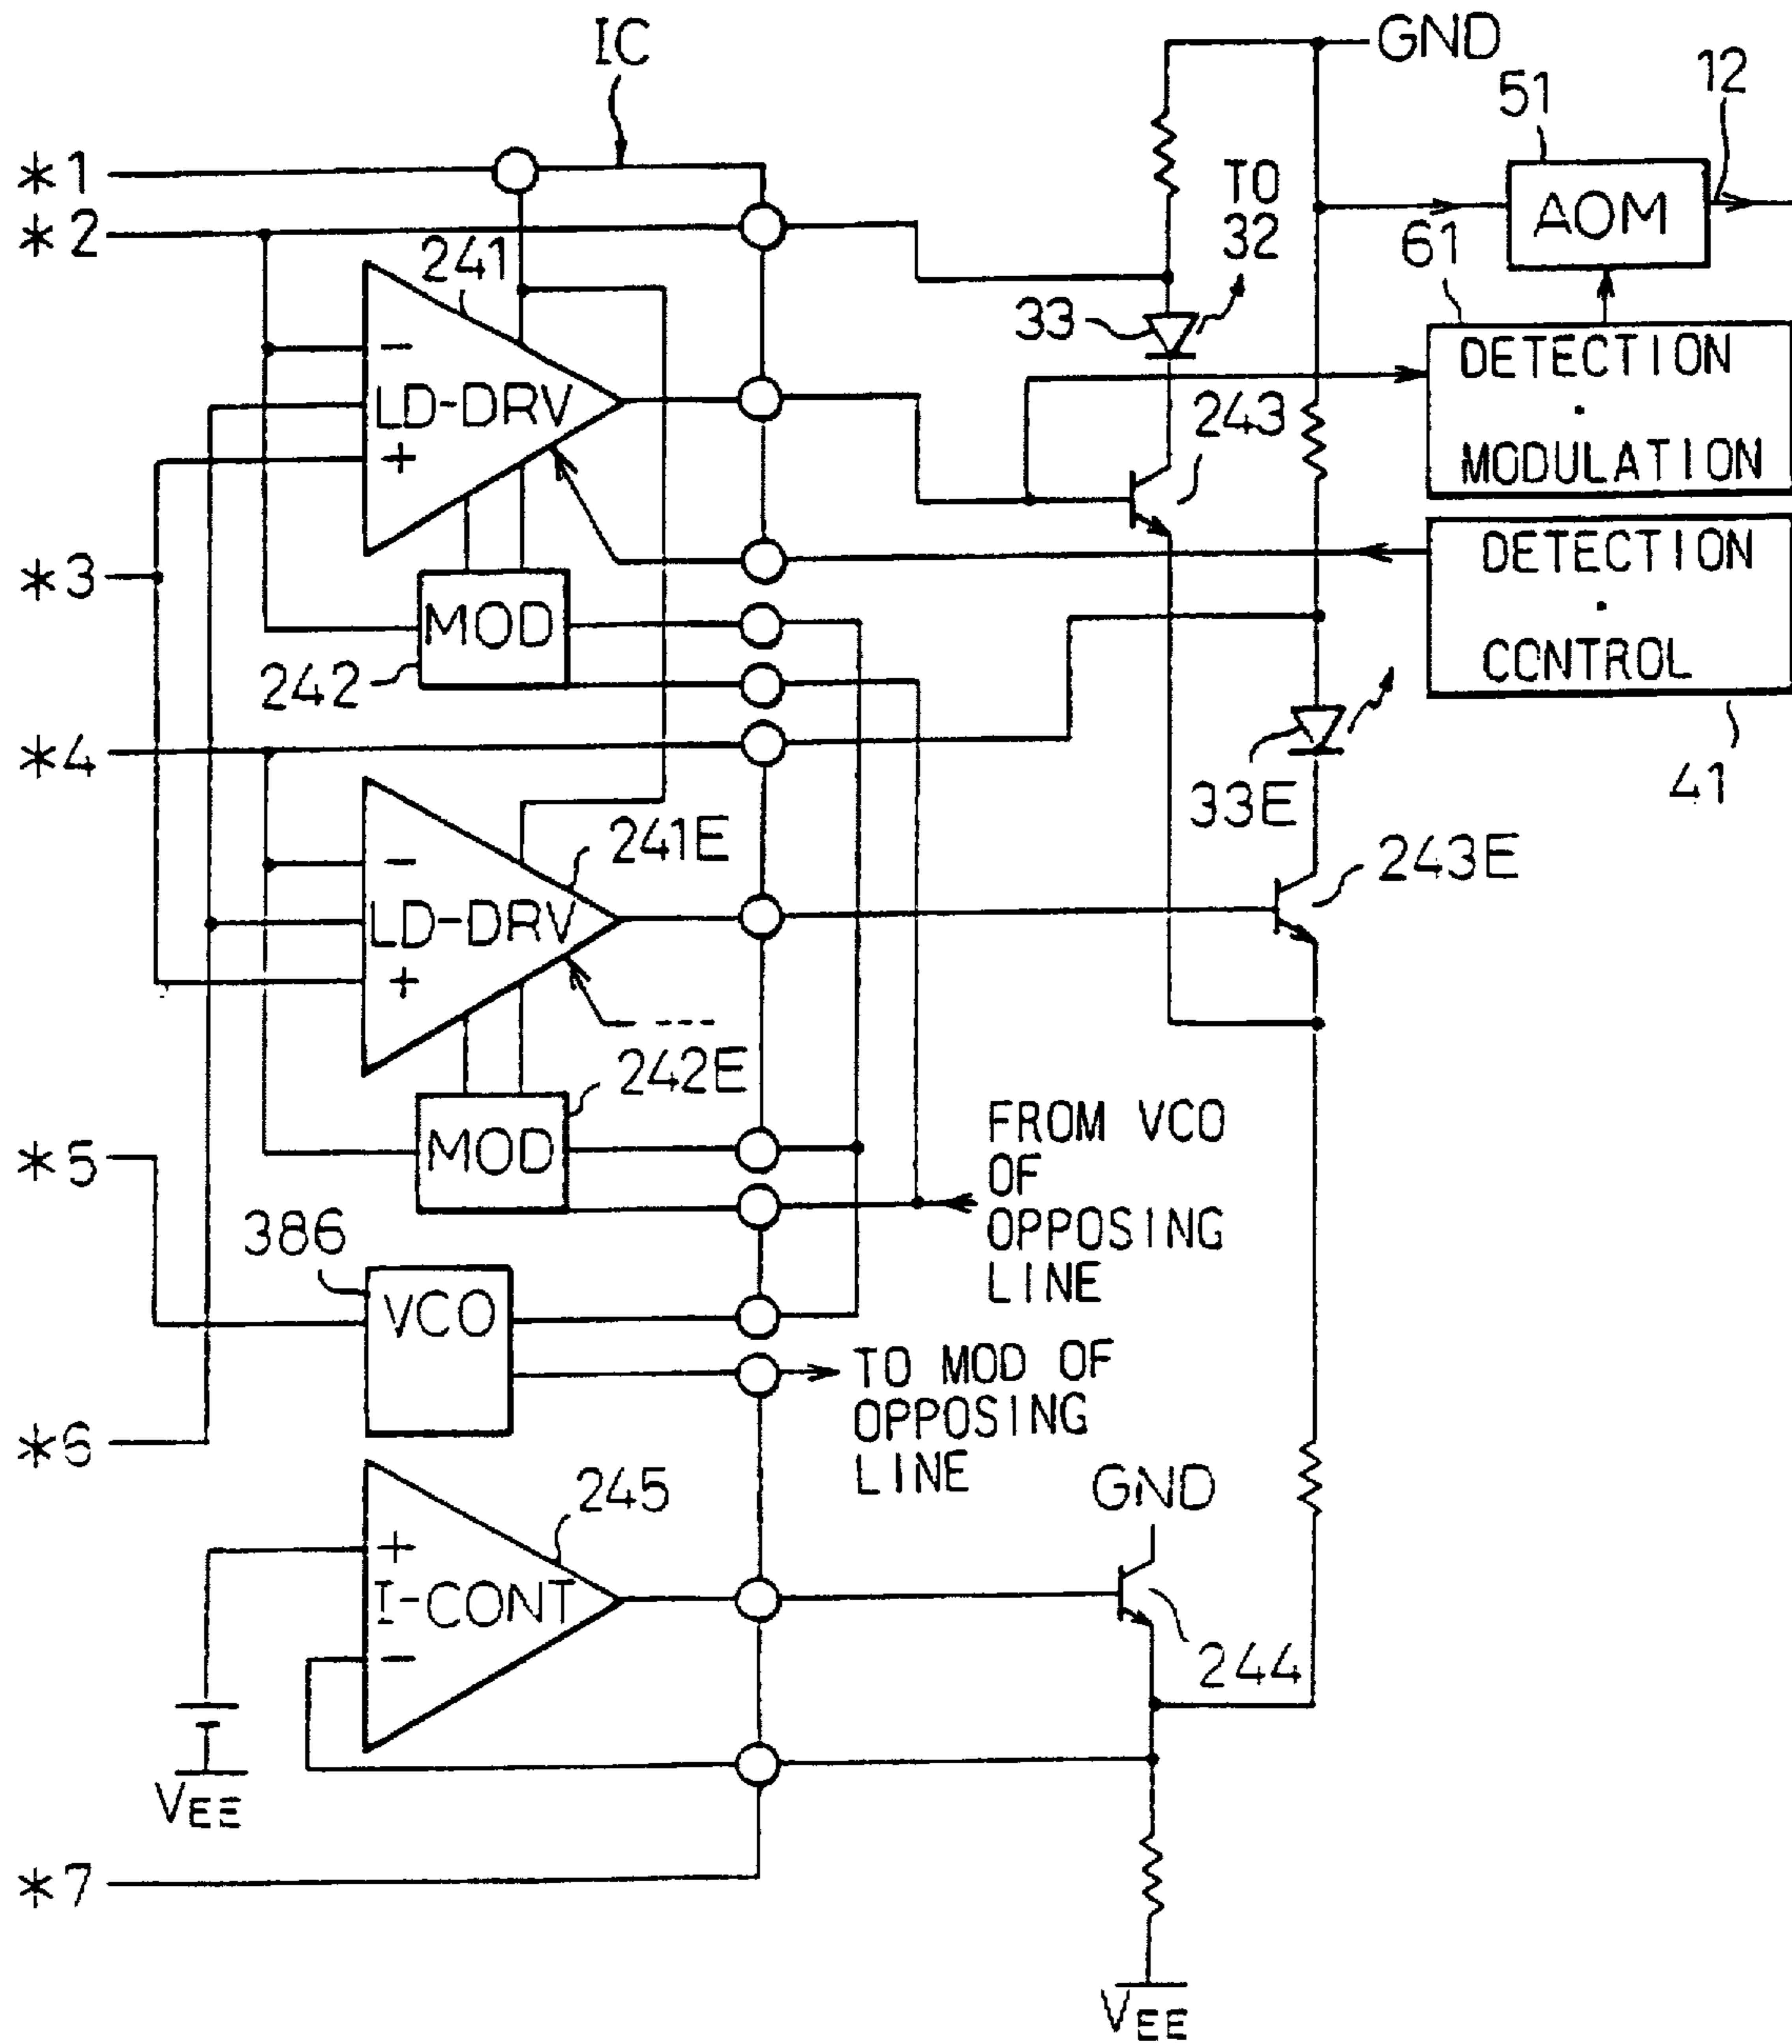 IC
GND
*1
51
12
TO
32
AOM
*2
241
61
33
DETECTION
·
MODULATION
-
LD-DRV
+
243
*3
DETECTION
·
CONTROL
MOD
242
*4
33E
41
241E
243E
-
LD-DRV
+
242E
MOD
FROM VCO
OF
OPPOSING
LINE
*5
386
VCO
TO MOD OF
OPPOSING
LINE
*6
245
GND
+
I-CONT
-
244
VEE
*7
VEE